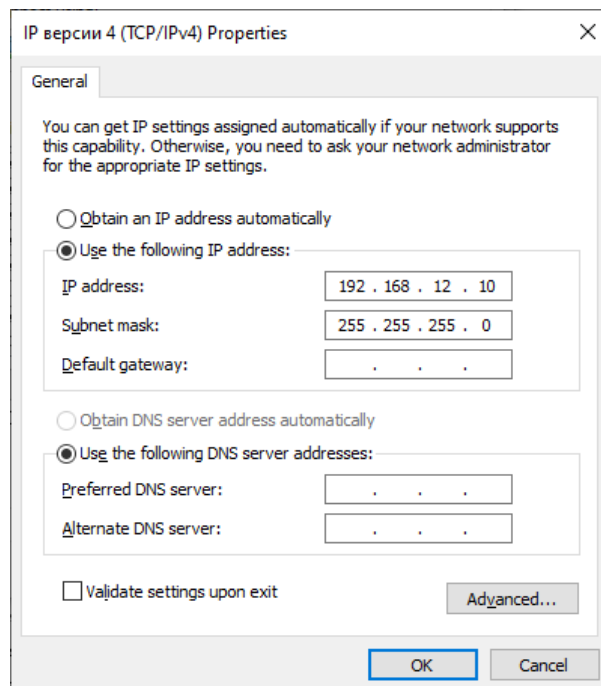 IP версии 4 (TCP/IPv4) Properties
General
You can get IP settings assigned automatically if your network supports
this capability. Otherwise, you need to ask your network administrator
for the appropriate IP settings.
Obtain an IP address automatically
Use the following IP address:
IP address: 192 . 168 . 12 . 10
Subnet mask: 255 . 255 . 255 . 0
Default gateway: . . .
Obtain DNS server address automatically
Use the following DNS server addresses:
Preferred DNS server: . . .
Alternate DNS server: . . .
Validate settings upon exit
Advanced...
OK Cancel